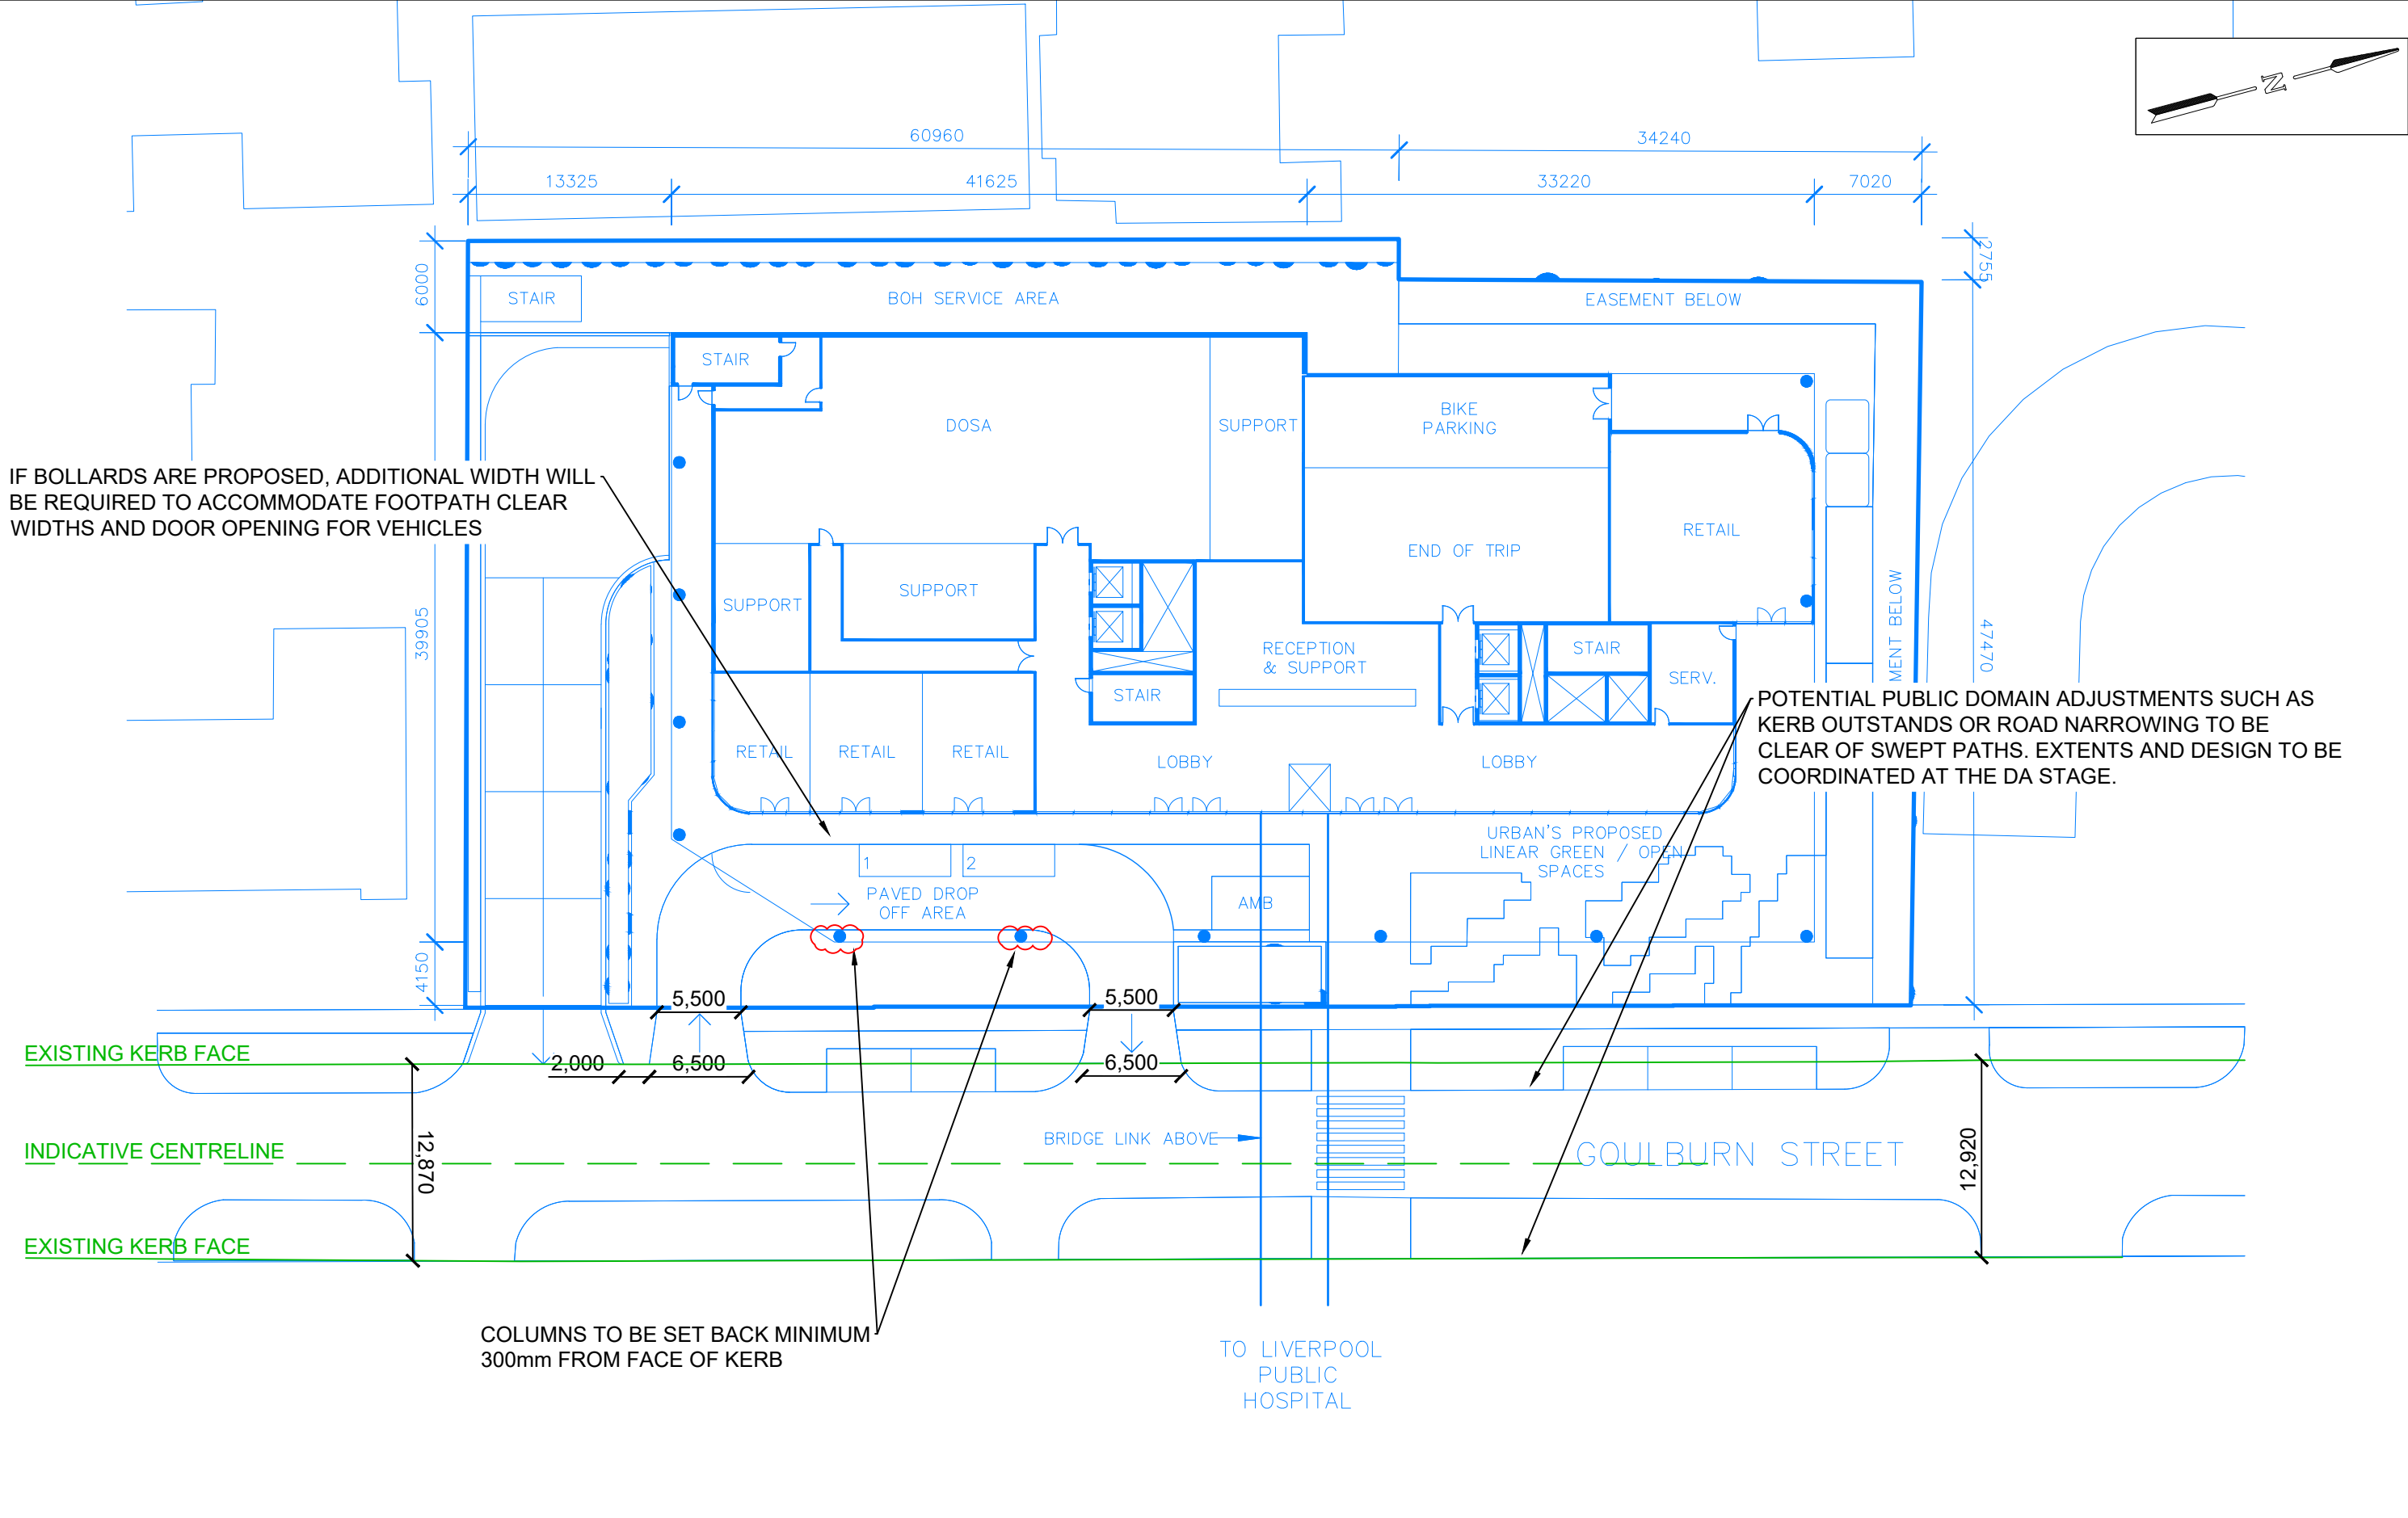 N
60960
34240
13325
41625
33220
7020
6000
2755
STAIR
BOH SERVICE AREA
EASEMENT BELOW
STAIR
DOSA
SUPPORT
BIKE
PARKING
IF BOLLARDS ARE PROPOSED, ADDITIONAL WIDTH WILL
BE REQUIRED TO ACCOMMODATE FOOTPATH CLEAR
WIDTHS AND DOOR OPENING FOR VEHICLES
RETAIL
END OF TRIP
SUPPORT
SUPPORT
39905
MENT BELOW
47470
RECEPTION
& SUPPORT
STAIR
SERV.
STAIR
POTENTIAL PUBLIC DOMAIN ADJUSTMENTS SUCH AS
KERB OUTSTANDS OR ROAD NARROWING TO BE
CLEAR OF SWEPT PATHS. EXTENTS AND DESIGN TO BE
COORDINATED AT THE DA STAGE.
RETAIL
RETAIL
RETAIL
LOBBY
LOBBY
URBAN'S PROPOSED
LINEAR GREEN / OPEN
SPACES
1
2
PAVED DROP
OFF AREA
AMB
4150
5,500
5,500
EXISTING KERB FACE
2,000
6,500
6,500
BRIDGE LINK ABOVE
GOULBURN STREET
INDICATIVE CENTRELINE
12,870
12,920
EXISTING KERB FACE
COLUMNS TO BE SET BACK MINIMUM
300mm FROM FACE OF KERB
TO LIVERPOOL
PUBLIC
HOSPITAL